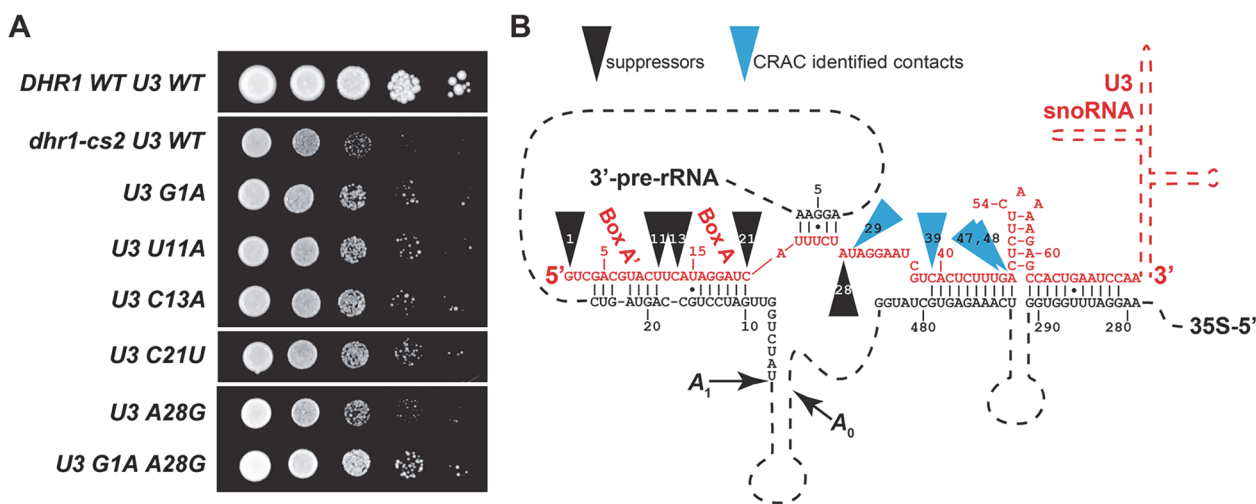 A
DHR1 WT U3 WT
dhr1-cs2 U3 WT
U3 G1A
U3 U11A
U3 C13A
U3 C21U
U3 A28G
U3 G1A A28G
B
suppressors
CRAC identified contacts
U3
snoRNA
3'-pre-rRNA
5
AAGGA
UUUCU
A
1
Box A'
5
11
13
Box A
15
21
29
28
39
40
47,48
54-C
A
A
A
-60
5'
GUCGACGUACUUCAUAGGAUC
AUAGGAAU
C
GUCACUCUUUGA
CCACUGAAUCCAA
3'
CUG-AUGAC-CGUCCUAGUUG
20
10
GUCUAU
GGUAUCGUGAGAAACU
GGUGGUUUAGGAA
480
290
280
35S-5'
A1
A0